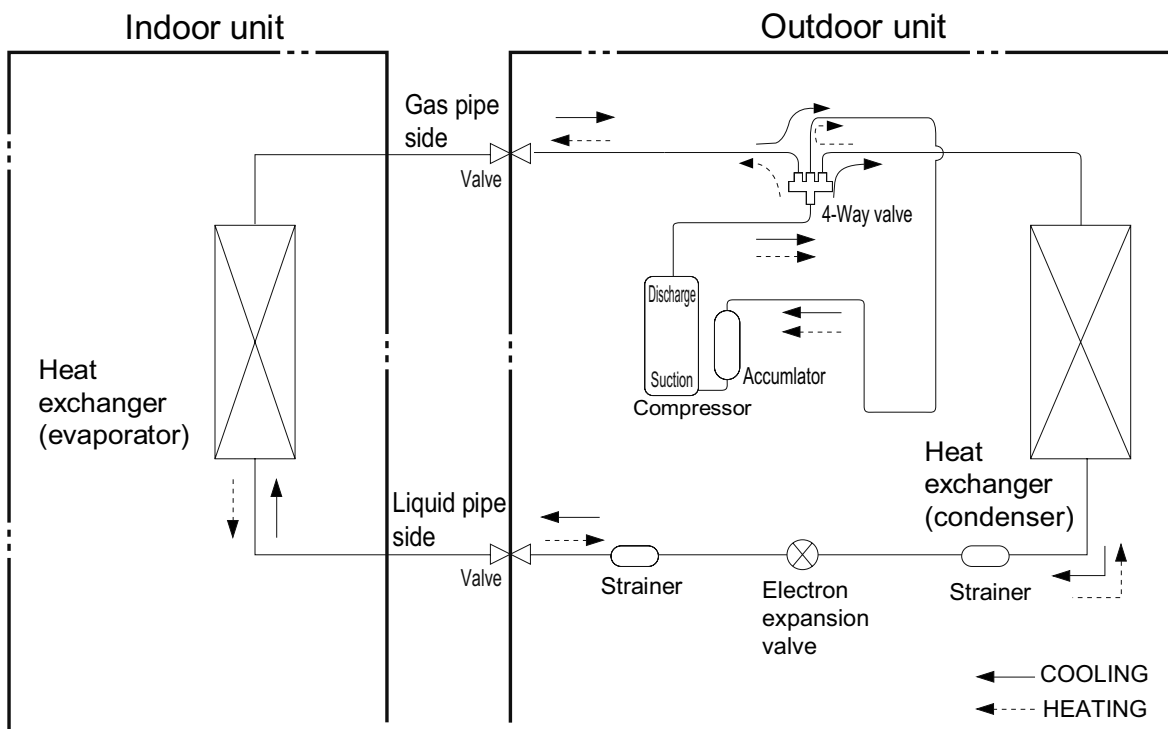 Indoor unit
Outdoor unit
Gas pipe
side
Valve
4-Way valve
Discharge
Suction
Compressor
Accumlator
Heat
exchanger
(evaporator)
Heat
exchanger
(condenser)
Liquid pipe
side
Valve
Strainer
Electron
expansion
valve
Strainer
COOLING
HEATING